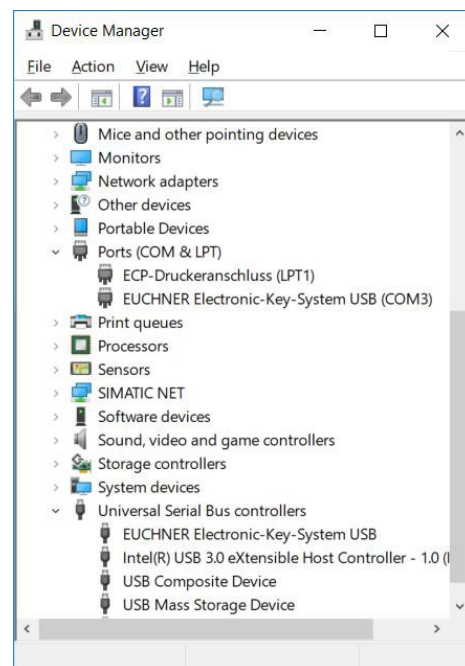 Device Manager
File Action View Help
Mice and other pointing devices
Monitors
Network adapters
Other devices
Portable Devices
Ports (COM & LPT)
ECP-Druckeranschluss (LPT1)
EUCHNER Electronic-Key-System USB (COM3)
Print queues
Processors
Sensors
SIMATIC NET
Software devices
Sound, video and game controllers
Storage controllers
System devices
Universal Serial Bus controllers
EUCHNER Electronic-Key-System USB
Intel(R) USB 3.0 eXtensible Host Controller - 1.0 (
USB Composite Device
USB Mass Storage Device